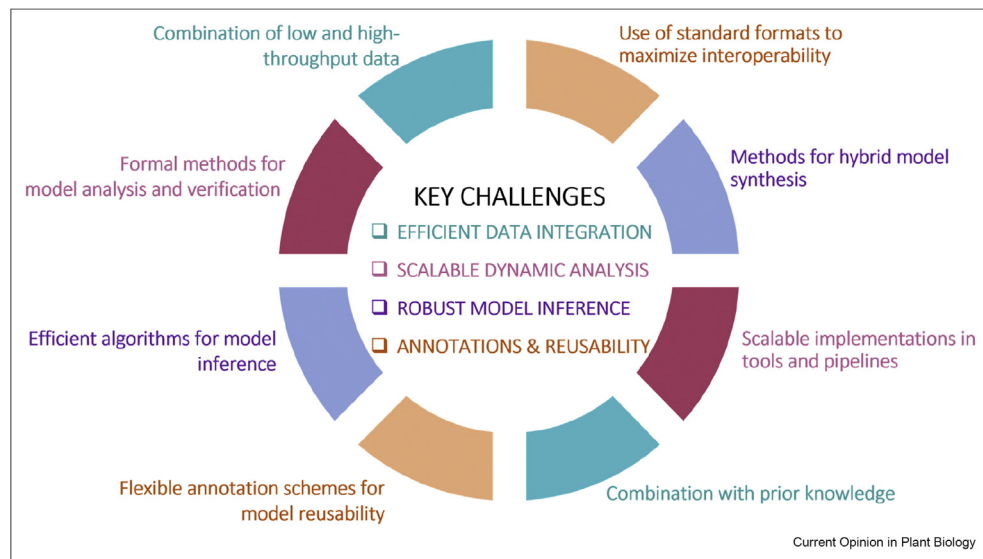 Combination of low and high-
throughput data
Use of standard formats to
maximize interoperability
Formal methods for
model analysis and verification
Methods for hybrid model
synthesis
KEY CHALLENGES
❑ EFFICIENT DATA INTEGRATION
❑ SCALABLE DYNAMIC ANALYSIS
❑ ROBUST MODEL INFERENCE
❑ ANNOTATIONS & REUSABILITY
Efficient algorithms for model
inference
Scalable implementations in
tools and pipelines
Flexible annotation schemes for
model reusability
Combination with prior knowledge
Current Opinion in Plant Biology